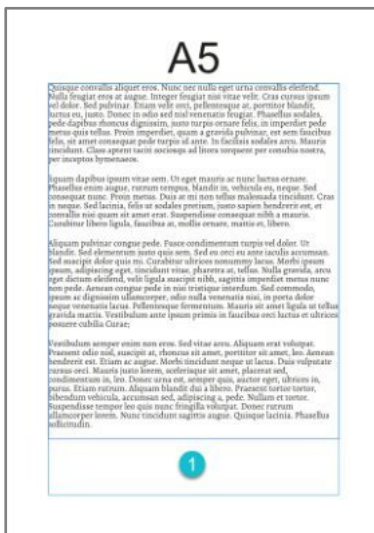 A5
Quisque convallis aliquet eros. Nunc nec nulla eget urna convallis eleifend.
Nulla feugiat eros at augue. Integer feugiat nisi vitae velit. Cras cursus ipsum
vel dolor. Sed pulvinar. Etiam velit orci, pellentesque at, porttitor blandit,
luctus eu, justo. Donec in odio sed nisl venenatis feugiat. Phasellus sodales,
pede dapibus rhoncus dignissim, justo turpis ornare felis, in imperdiet pede
metus quis tellus. Proin imperdiet, quam a gravida pulvinar, est sem faucibus
felis, sit amet consequat pede turpis id ante. In facilisis sodales arcu. Mauris
tincidunt. Class aptent taciti sociosqu ad litora torquent per conubia nostra,
per inceptos hymenaeos.
liquam dapibus ipsum vitae sem. Ut eget mauris ac nunc luctus ornare.
Phasellus enim augue, rutrum tempus, blandit in, vehicula eu, neque. Sed
consequat nunc. Proin metus. Duis at mi non tellus malesuada tincidunt. Cras
in neque. Sed lacinia, felis ut sodales pretium, justo sapien hendrerit est, et
convallis nisi quam sit amet erat. Suspendisse consequat nibh a mauris.
Curabitur libero ligula, faucibus at, mollis ornare, mattis et, libero.
Aliquam pulvinar congue pede. Fusce condimentum turpis vel dolor. Ut
blandit. Sed elementum justo quis sem. Sed eu orci eu ante iaculis accumsan.
Sed suscipit dolor quis mi. Curabitur ultrices nonummy lacus. Morbi ipsum
ipsum, adipiscing eget, tincidunt vitae, pharetra at, tellus. Nulla gravida, arcu
eget dictum eleifend, velit ligula suscipit nibh, sagittis imperdiet metus nunc
non pede. Aenean congue pede in nisi tristique interdum. Sed commodo,
ipsum ac dignissim ullamcorper, odio nulla venenatis nisi, in porta dolor
neque venenatis lacus. Pellentesque fermentum. Mauris sit amet ligula ut tellus
gravida mattis. Vestibulum ante ipsum primis in faucibus orci luctus et ultrices
posuere cubilia Curae;
Vestibulum semper enim non eros. Sed vitae arcu. Aliquam erat volutpat.
Praesent odio nisl, suscipit at, rhoncus sit amet, porttitor sit amet, leo. Aenean
hendrerit est. Etiam ac augue. Morbi tincidunt neque ut lacus. Duis vulputate
cursus orci. Mauris justo lorem, scelerisque sit amet, placerat sed,
condimentum in, leo. Donec urna est, semper quis, auctor eget, ultrices in,
purus. Etiam rutrum. Aliquam blandit dui a libero. Praesent tortor tortor,
bibendum vehicula, accumsan sed, adipiscing a, pede. Nullam et tortor.
Suspendisse tempor leo quis nunc fringilla volutpat. Donec rutrum
ullamcorper lorem. Nunc tincidunt sagittis augue. Quisque lacinia. Phasellus
sollicitudin.
1